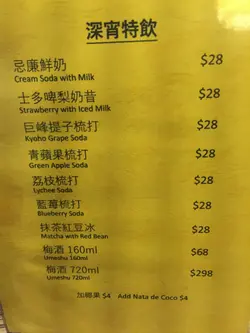 深宵特飲
忌廉鮮奶 $28
Cream Soda with Milk
士多啤梨奶昔 $28
Strawberry with Iced Milk
巨峰提子梳打 $28
Kyoho Grape Soda
青蘋果梳打 $28
Green Apple Soda
荔枝梳打 $28
Lychee Soda
藍莓梳打 $28
Blueberry Soda
抹茶紅豆冰 $28
Matcha with Red Bean
梅酒 160ml $68
Umeshu 160ml
梅酒 720ml $298
Umeshu 720ml
加椰果 $4 Add Nata de Coco $4